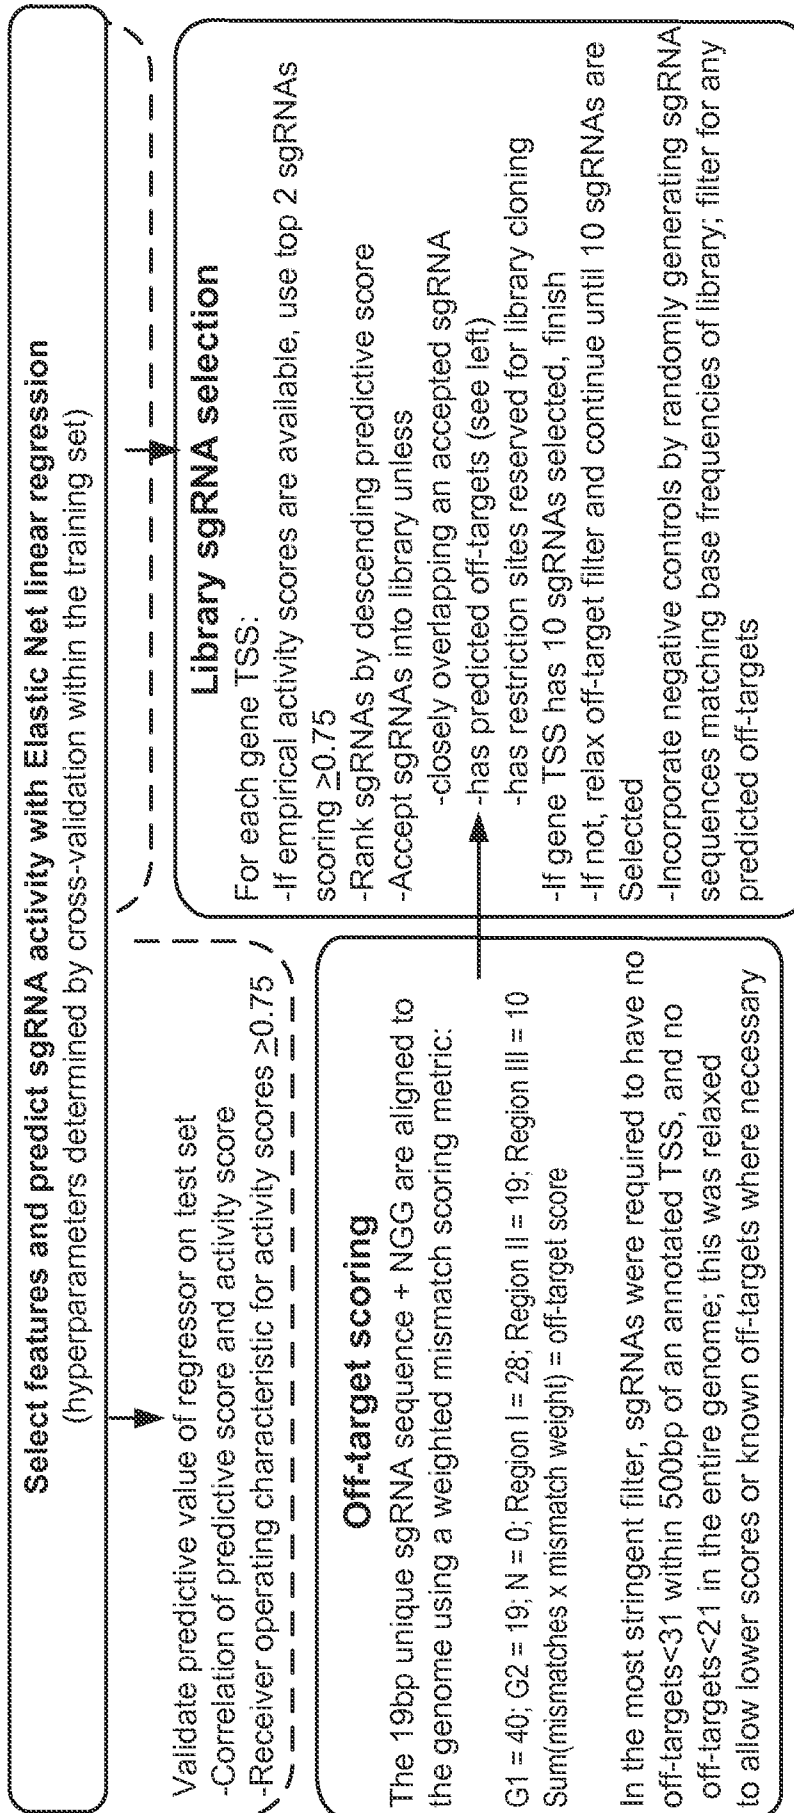 Select features and predict sgRNA activity with Elastic Net linear regression
(hyperparameters determined by cross-validation within the training set)
Validate predictive value of regressor on test set
-Correlation of predictive score and activity score
-Receiver operating characteristic for activity scores ≥0.75
Off-target scoring
The 19bp unique sgRNA sequence + NGG are aligned to
the genome using a weighted mismatch scoring metric:
G1 = 40; G2 = 19; N = 0; Region I = 28; Region II = 19; Region III = 10
Sum(mismatches x mismatch weight) = off-target score
In the most stringent filter, sgRNAs were required to have no
off-targets<31 within 500bp of an annotated TSS, and no
off-targets<21 in the entire genome; this was relaxed
to allow lower scores or known off-targets where necessary
Library sgRNA selection
For each gene TSS:
-If empirical activity scores are available, use top 2 sgRNAs
scoring ≥0.75
-Rank sgRNAs by descending predictive score
-Accept sgRNAs into library unless
-closely overlapping an accepted sgRNA
-has predicted off-targets (see left)
-has restriction sites reserved for library cloning
-If gene TSS has 10 sgRNAs selected, finish
-If not, relax off-target filter and continue until 10 sgRNAs are
Selected
-Incorporate negative controls by randomly generating sgRNA
sequences matching base frequencies of library; filter for any
predicted off-targets